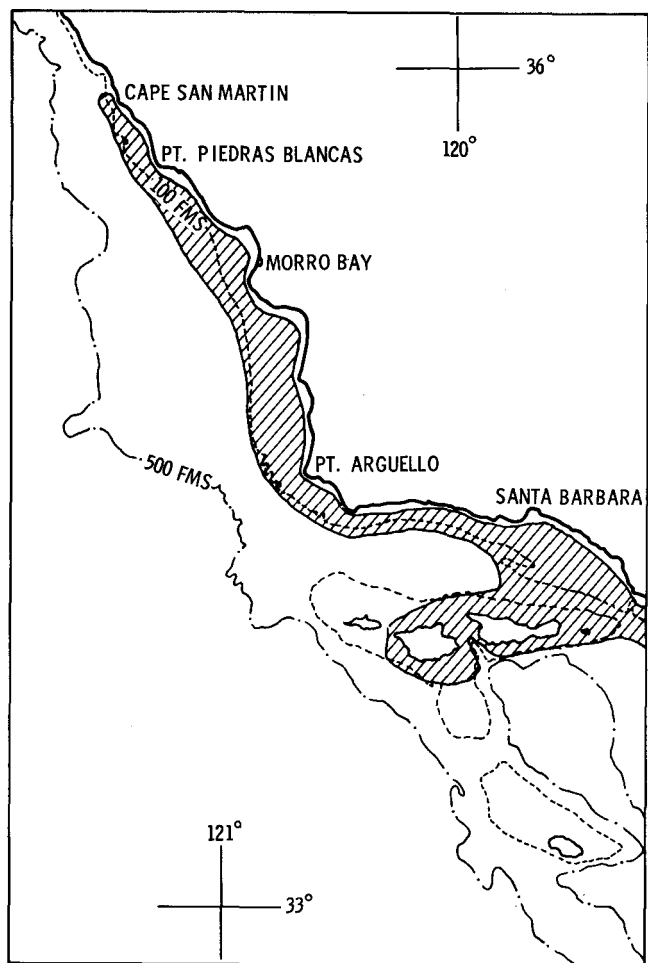 36°
120°
CAPE SAN MARTIN
PT. PIEDRAS BLANCAS
100 FMS
MORRO BAY
500 FMS
PT. ARGUELLO
SANTA BARBARA
121°
33°